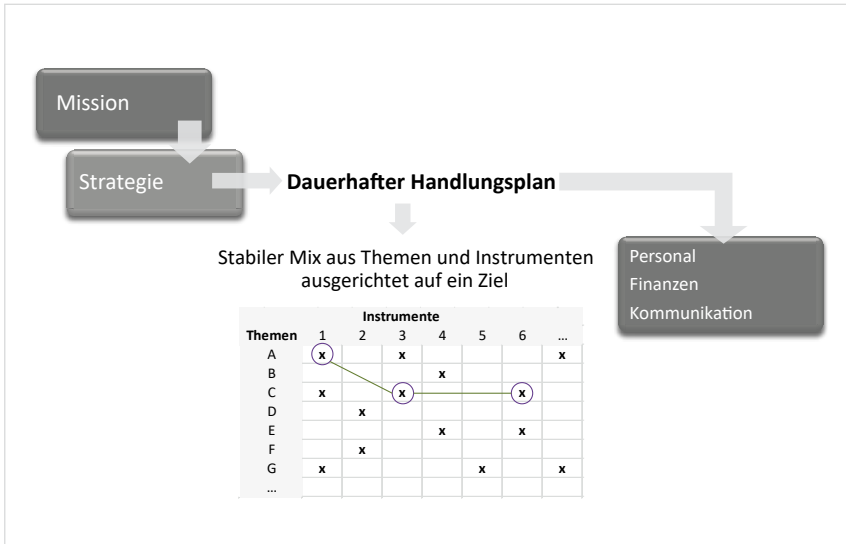 Mission
Strategie
Dauerhafter Handlungsplan
Stabiler Mix aus Themen und Instrumenten
ausgerichtet auf ein Ziel
Personal
Finanzen
Kommunikation
Instrumente
Themen 1 2 3 4 5 6 ...
A x x x
B x
C x x x
D x
E x x
F x
G x x x
...